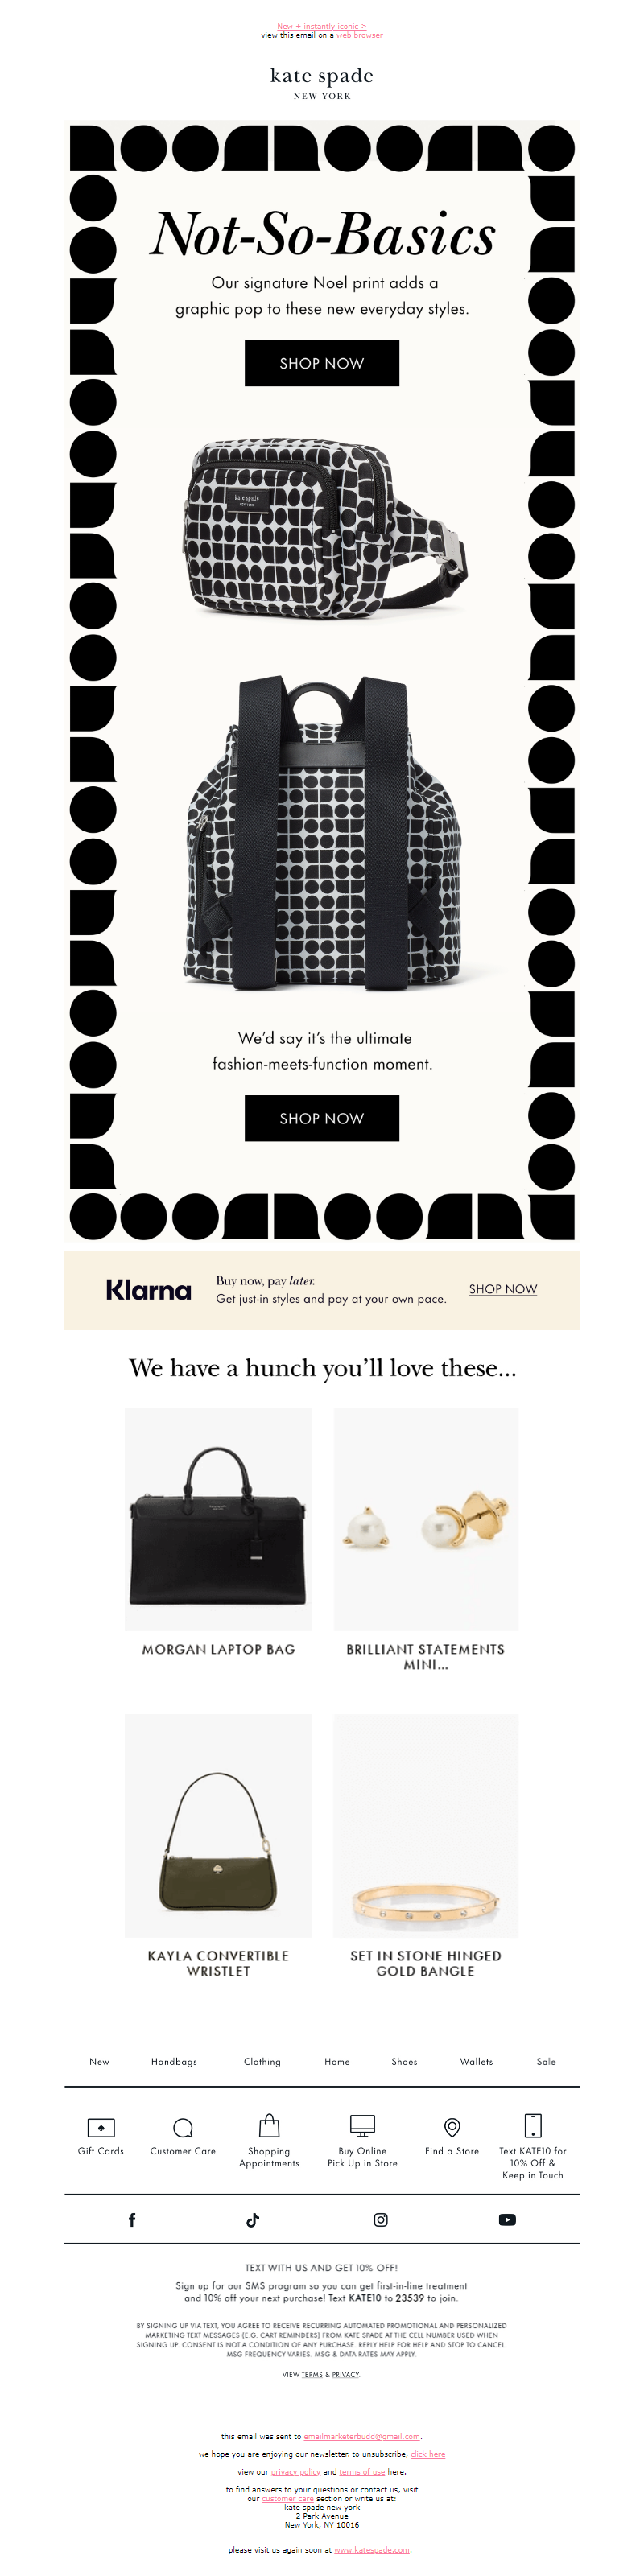 New + instantly iconic >
view this email on a web browser
kate spade
NEW YORK
Not-So-Basics
Our signature Noel print adds a
graphic pop to these new everyday styles.
SHOP NOW
kate spade
NEW YORK
We'd say it's the ultimate
fashion-meets-function moment.
SHOP NOW
Klarna
Buy now, pay later.
Get just-in styles and pay at your own pace.
SHOP NOW
We have a hunch you'll love these...
MORGAN LAPTOP BAG
BRILLIANT STATEMENTS
MINI...
KAYLA CONVERTIBLE
WRISTLET
SET IN STONE HINGED
GOLD BANGLE
New Handbags Clothing Home Shoes Wallets Sale
Gift Cards
Customer Care
Shopping
Appointments
Buy Online
Pick Up in Store
Find a Store
Text KATE10 for
10% Off &
Keep in Touch
TEXT WITH US AND GET 10% OFF!
Sign up for our SMS program so you can get first-in-line treatment
and 10% off your next purchase! Text KATE10 to 23539 to join.
BY SIGNING UP VIA TEXT, YOU AGREE TO RECEIVE RECURRING AUTOMATED PROMOTIONAL AND PERSONALIZED
MARKETING TEXT MESSAGES (E.G. CART REMINDERS) FROM KATE SPADE AT THE CELL NUMBER USED WHEN
SIGNING UP. CONSENT IS NOT A CONDITION OF ANY PURCHASE. REPLY HELP FOR HELP AND STOP TO CANCEL.
MSG FREQUENCY VARIES. MSG & DATA RATES MAY APPLY.
VIEW TERMS & PRIVACY.
this email was sent to emailmarketerbudd@gmail.com.
we hope you are enjoying our newsletter. to unsubscribe, click here
view our privacy policy and terms of use here.
to find answers to your questions or contact us, visit
our customer care section or write us at:
kate spade new york
2 Park Avenue
New York, NY 10016
please visit us again soon at www.katespade.com.